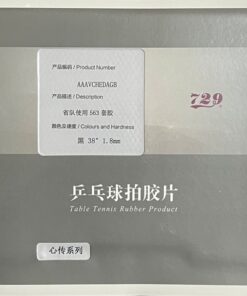 产品编码 / Product Number
AAAVCHEDAGB
产品描述 / Description
省队使用 563 套胶
颜色及硬度 / Colours and Hardness
黑 38° 1.8mm
729
乒乓球拍胶片
Table Tennis Rubber Product
心传系列